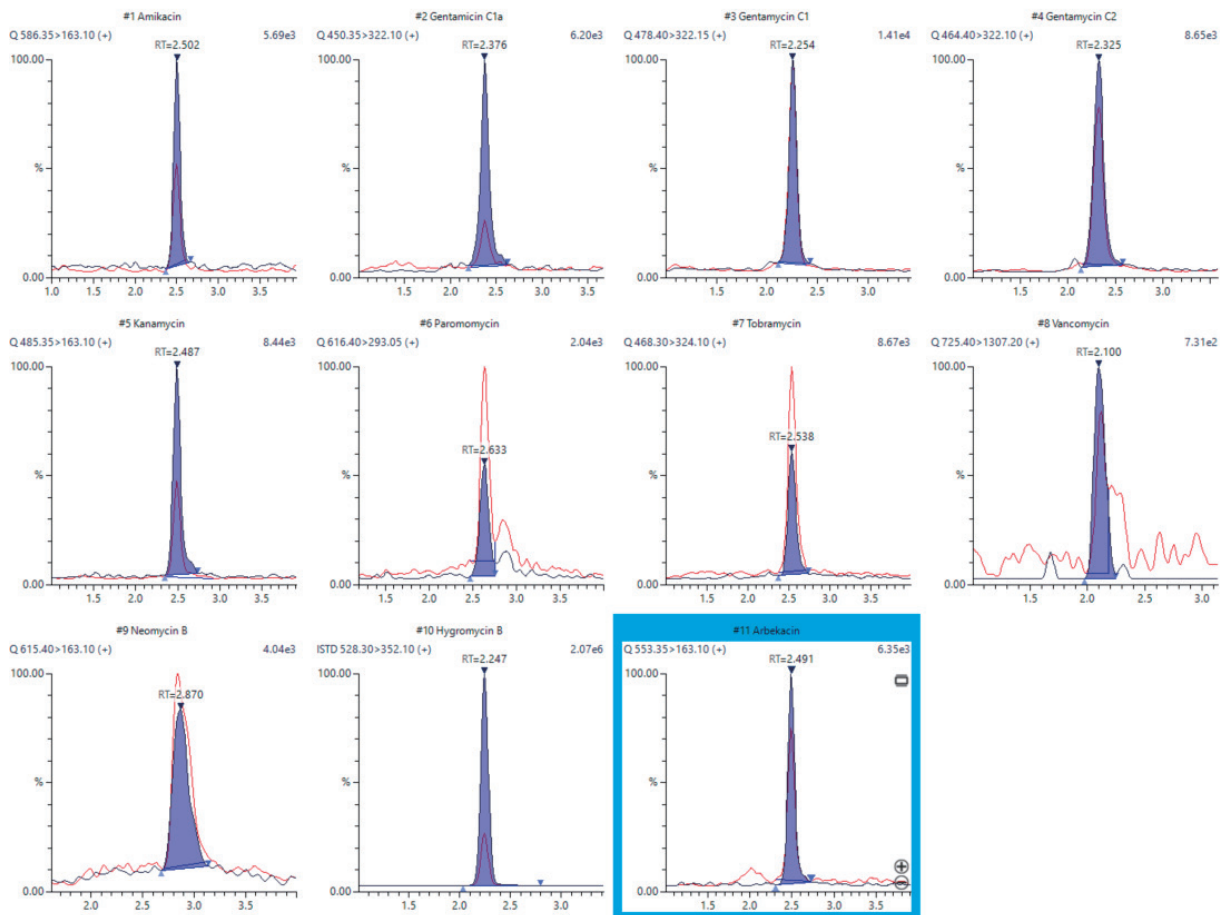 #1 Amikacin
Q 586.35>163.10 (+) 5.69e3
RT=2.502
100.00
%
0.00
1.0 1.5 2.0 2.5 3.0 3.5
#2 Gentamicin C1a
Q 450.35>322.10 (+) 6.20e3
RT=2.376
100.00
%
0.00
1.0 1.5 2.0 2.5 3.0 3.5
#3 Gentamycin C1
Q 478.40>322.15 (+) 1.41e4
RT=2.254
100.00
%
0.00
1.5 2.0 2.5 3.0
#4 Gentamycin C2
Q 464.40>322.10 (+) 8.65e3
RT=2.325
100.00
%
0.00
1.5 2.0 2.5 3.0 3.5
#5 Kanamycin
Q 485.35>163.10 (+) 8.44e3
RT=2.487
100.00
%
0.00
1.5 2.0 2.5 3.0 3.5
#6 Paromomycin
Q 616.40>293.05 (+) 2.04e3
RT=2.633
100.00
%
0.00
1.5 2.0 2.5 3.0 3.5 4.0
#7 Tobramycin
Q 468.30>324.10 (+) 8.67e3
RT=2.538
100.00
%
0.00
1.5 2.0 2.5 3.0 3.5
#8 Vancomycin
Q 725.40>1307.20 (+) 7.31e2
RT=2.100
100.00
%
0.00
1.0 1.5 2.0 2.5 3.0
#9 Neomycin B
Q 615.40>163.10 (+) 4.04e3
RT=2.870
100.00
%
0.00
2.0 2.5 3.0 3.5 4.0
#10 Hygromycin B
ISTD 528.30>352.10 (+) 2.07e6
RT=2.247
100.00
%
0.00
1.5 2.0 2.5 3.0
#11 Arbekacin
Q 553.35>163.10 (+) 6.35e3
RT=2.491
100.00
%
0.00
1.5 2.0 2.5 3.0 3.5